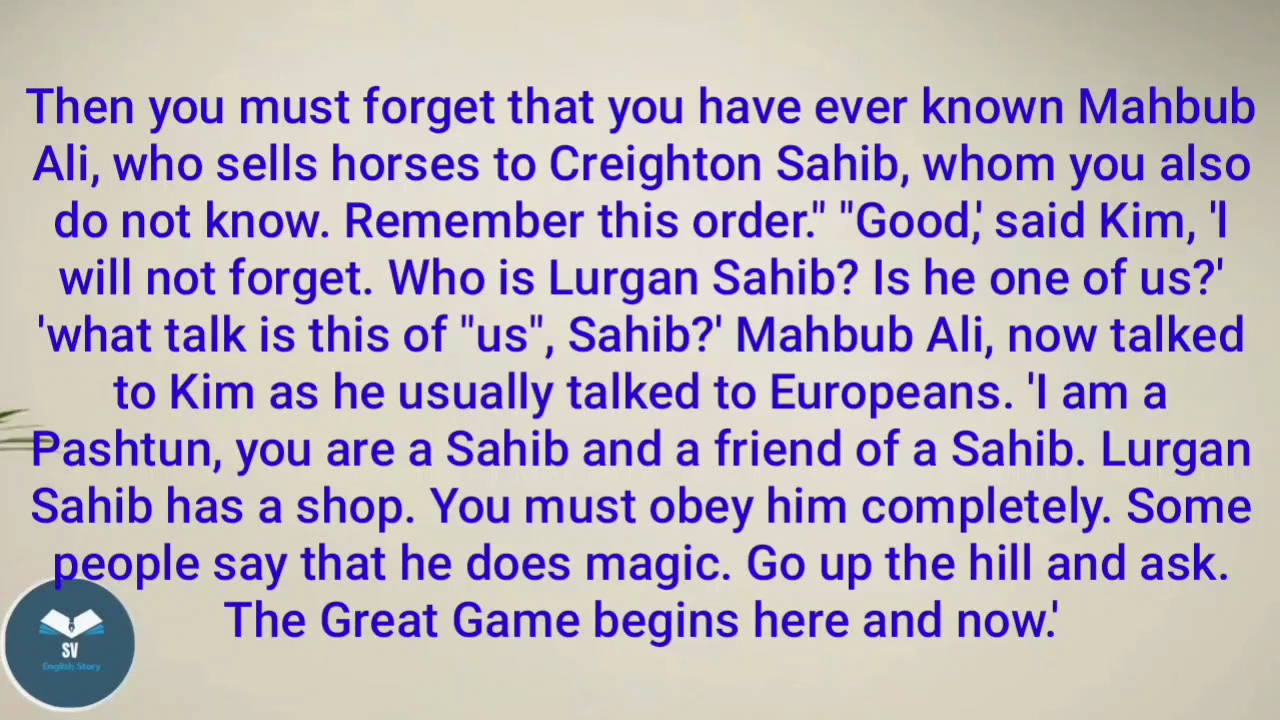 Then you must forget that you have ever known Mahbub
Ali, who sells horses to Creighton Sahib, whom you also
do not know. Remember this order." "Good,' said Kim, 'I
will not forget. Who is Lurgan Sahib? Is he one of us?'
'what talk is this of "us", Sahib?' Mahbub Ali, now talked
to Kim as he usually talked to Europeans. 'I am a
Pashtun, you are a Sahib and a friend of a Sahib. Lurgan
Sahib has a shop. You must obey him completely. Some
people say that he does magic. Go up the hill and ask.
The Great Game begins here and now.'
SV
English Story